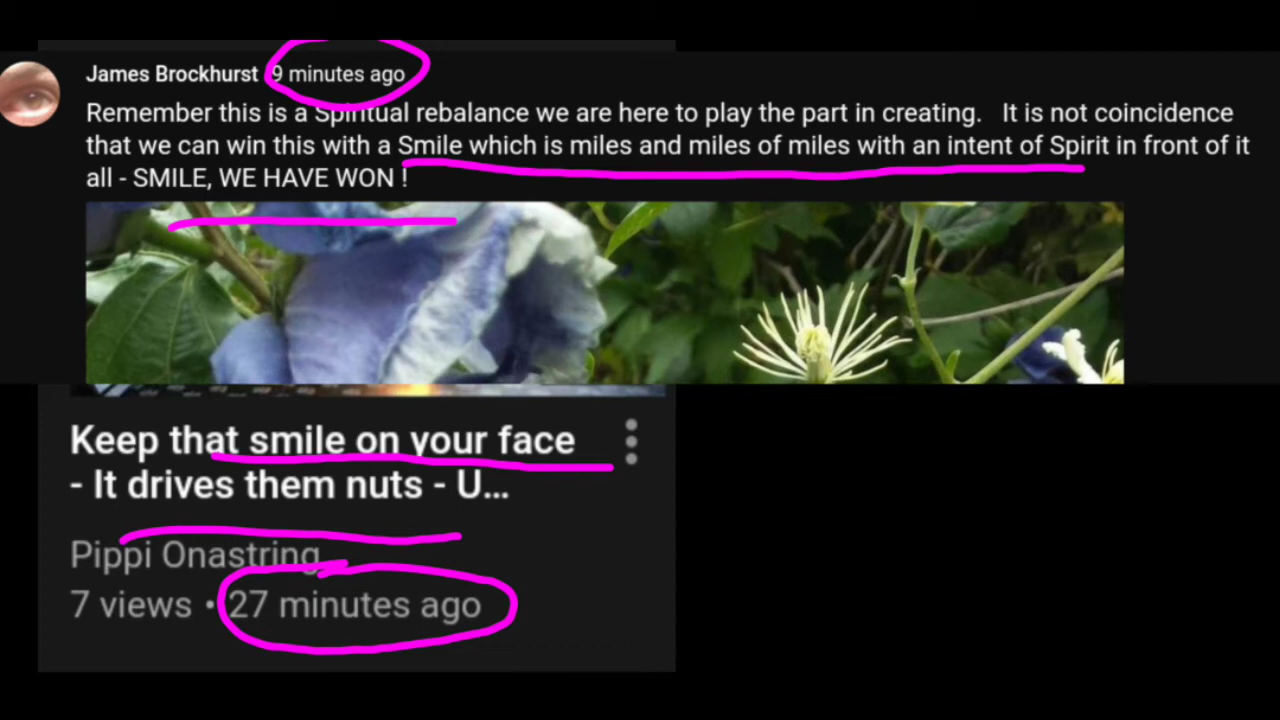 James Brockhurst 9 minutes ago
Remember this is a Spiritual rebalance we are here to play the part in creating. It is not coincidence
that we can win this with a Smile which is miles and miles of miles with an intent of Spirit in front of it
all - SMILE, WE HAVE WON !
Keep that smile on your face
- It drives them nuts - U...
Pippi Onastring
7 views • 27 minutes ago